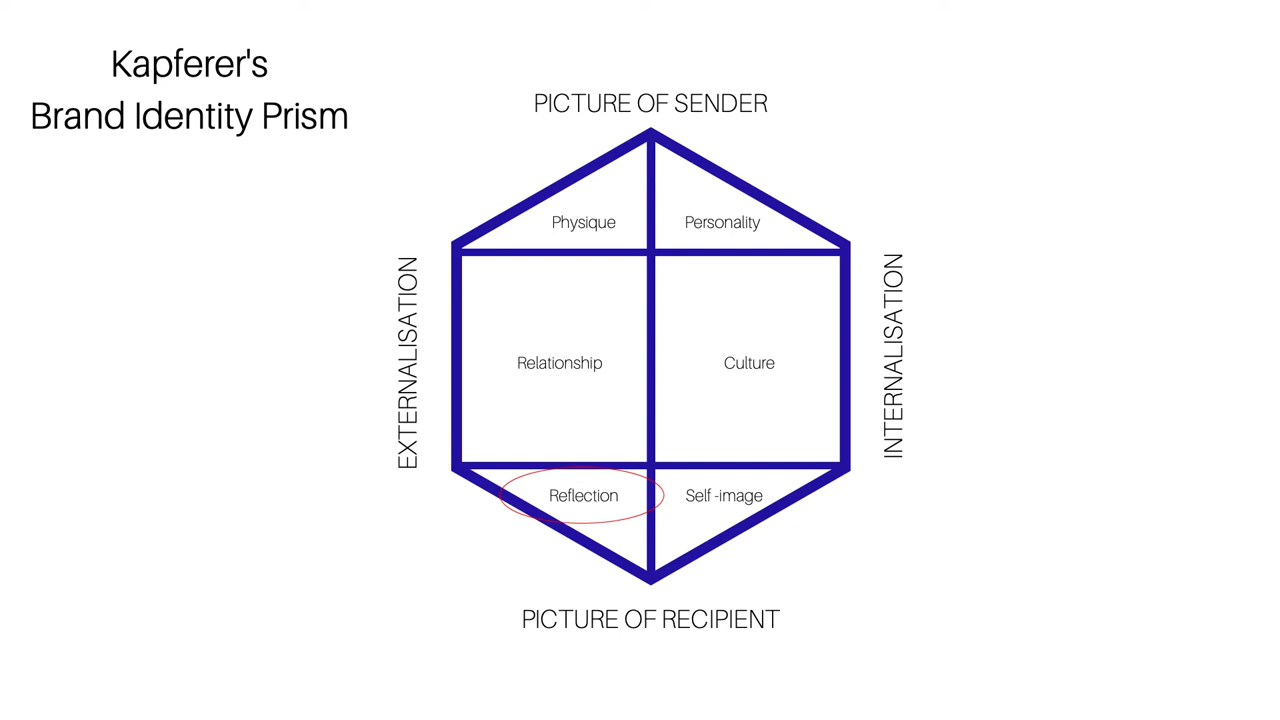 Kapferer's
Brand Identity Prism
PICTURE OF SENDER
Physique
Personality
EXTERNALISATION
INTERNALISATION
Relationship
Culture
Reflection
Self -image
PICTURE OF RECIPIENT